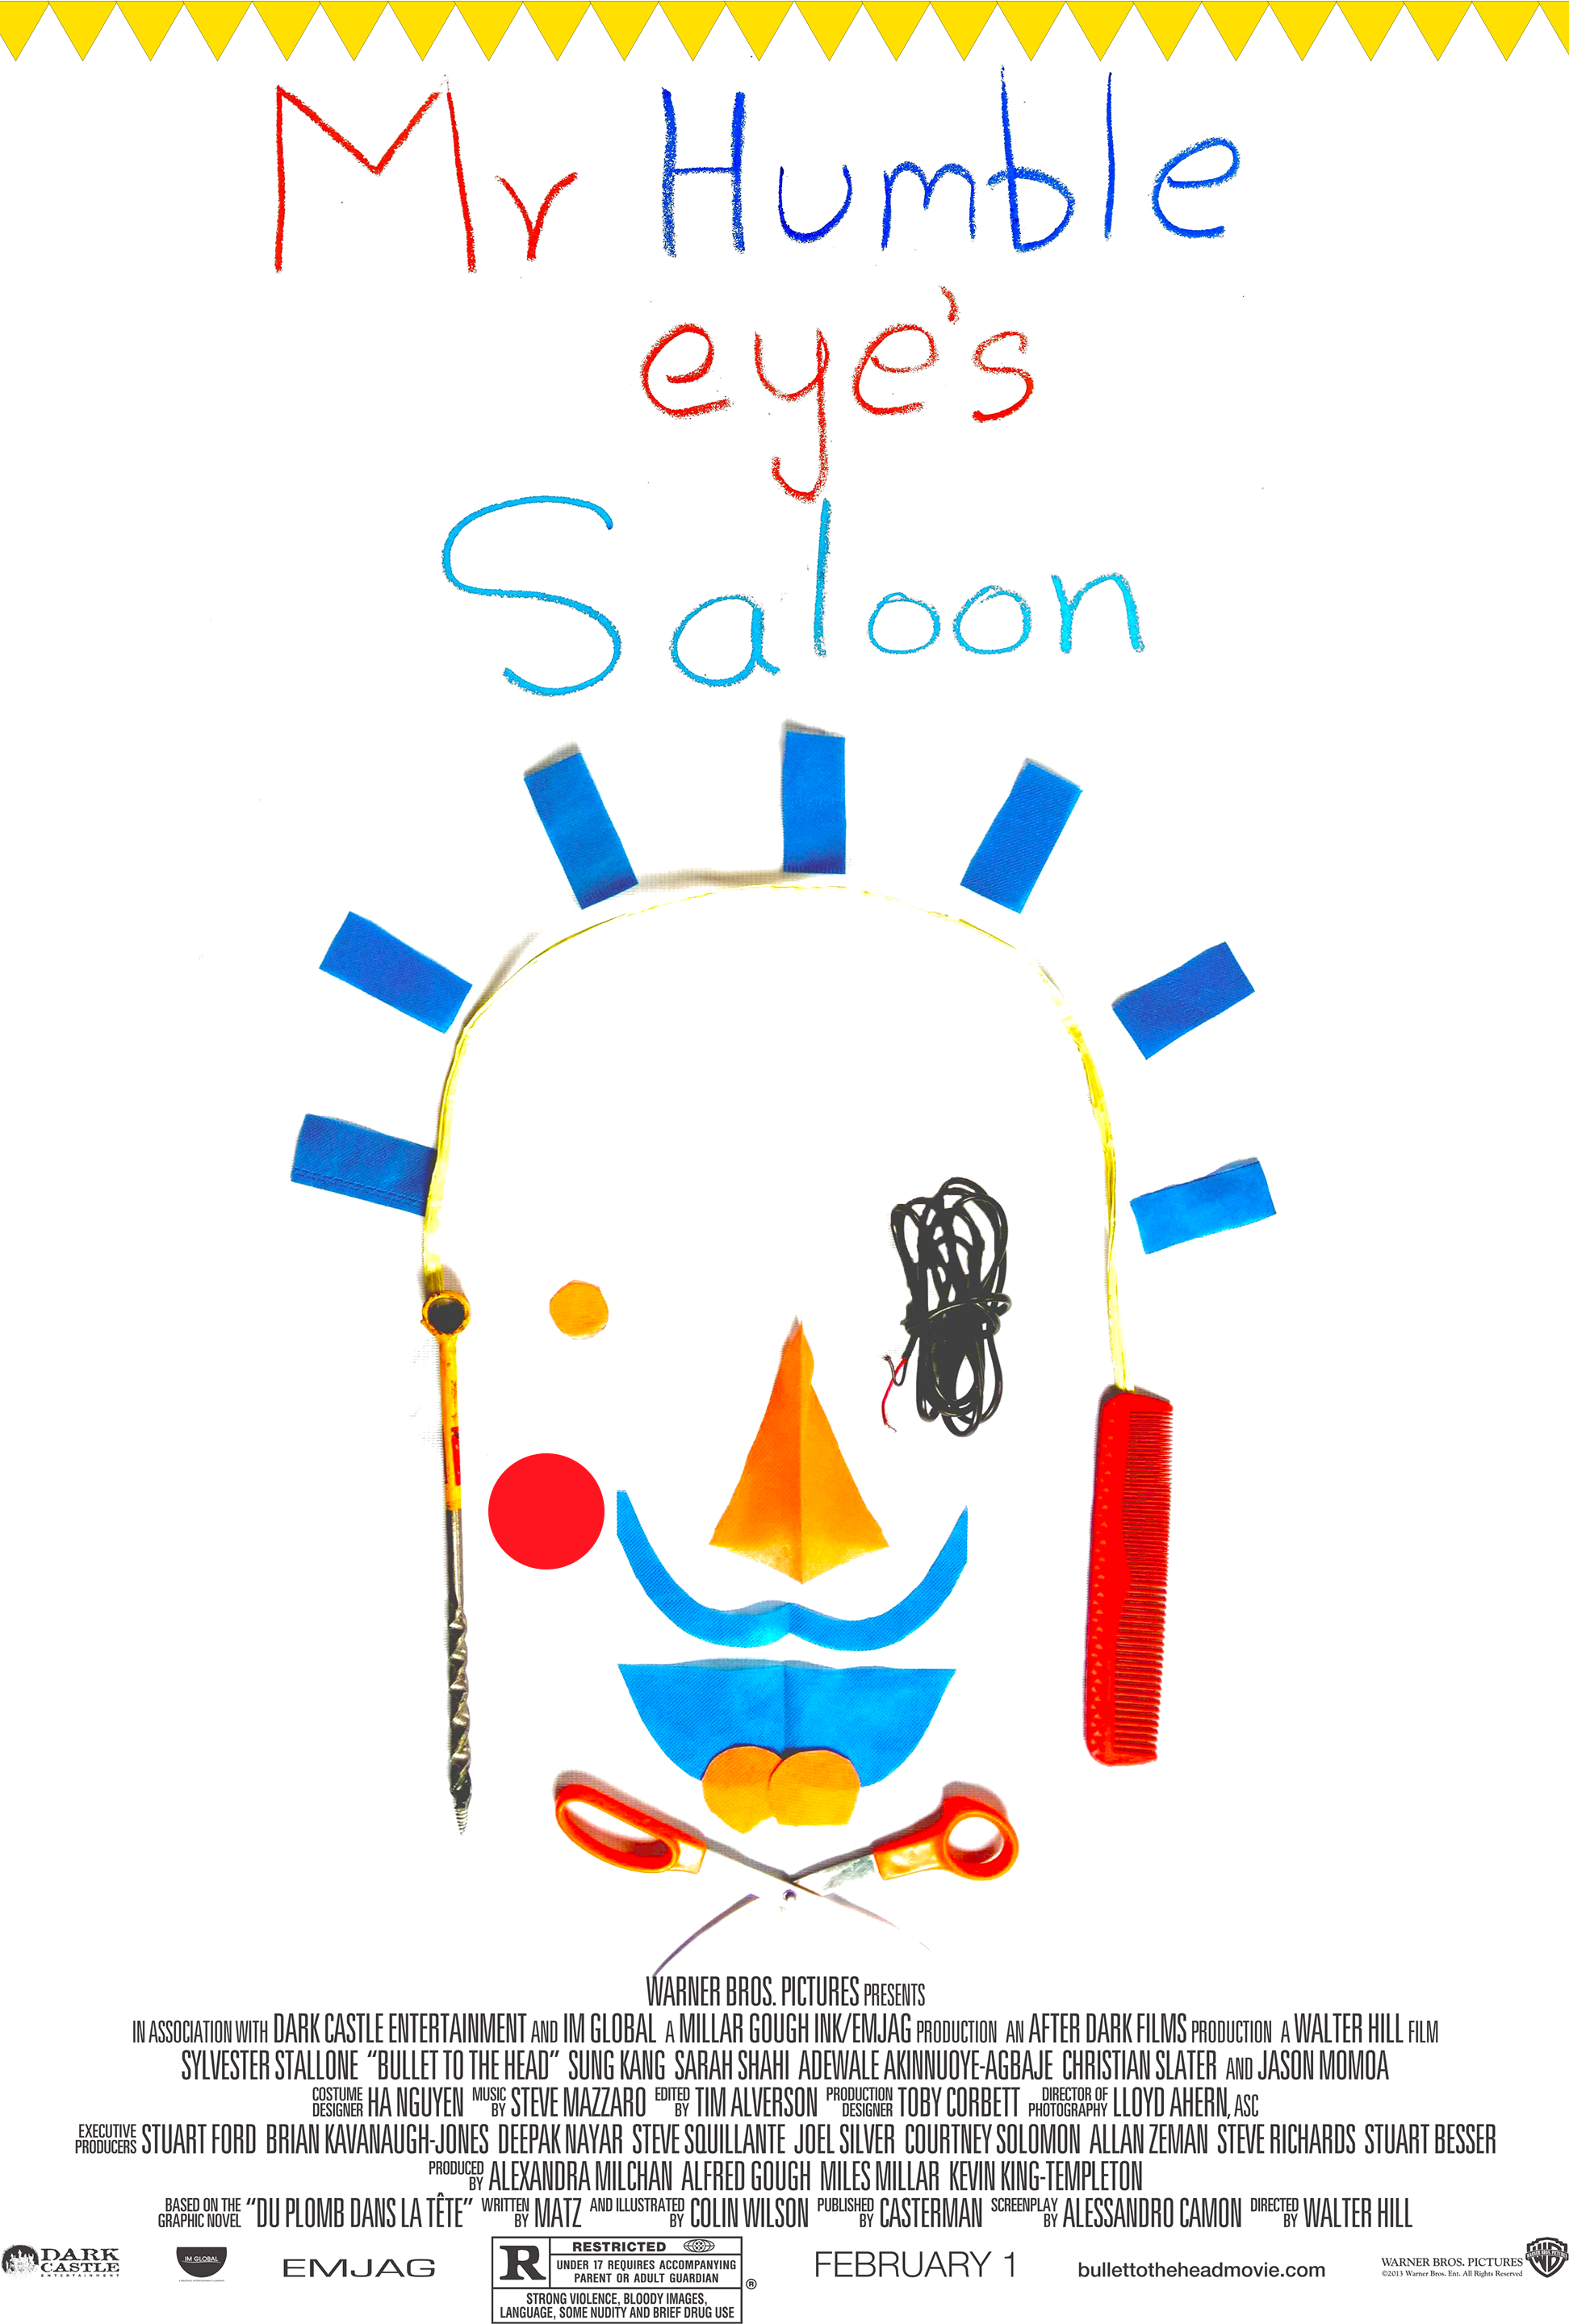 Mr Humble
eye's
Saloon
WARNER BROS. PICTURES PRESENTS
IN ASSOCIATION WITH DARK CASTLE ENTERTAINMENT AND IM GLOBAL A MILLAR GOUGH INK/EMJAG PRODUCTION AN AFTER DARK FILMS PRODUCTION A WALTER HILL FILM
SYLVESTER STALLONE “BULLET TO THE HEAD” SUNG KANG SARAH SHAHI ADEWALE AKINNUOYE-AGBAJE CHRISTIAN SLATER AND JASON MOMOA
COSTUME DESIGNER HA NGUYEN MUSIC BY STEVE MAZZARO EDITED BY TIM ALVERSON PRODUCTION DESIGNER TOBY CORBETT DIRECTOR OF PHOTOGRAPHY LLOYD AHERN, ASC
EXECUTIVE PRODUCERS STUART FORD BRIAN KAVANAUGH-JONES DEEPAK NAYAR STEVE SQUILLANTE JOEL SILVER COURTNEY SOLOMON ALLAN ZEMAN STEVE RICHARDS STUART BESSER
PRODUCED BY ALEXANDRA MILCHAN ALFRED GOUGH MILES MILLAR KEVIN KING-TEMPLETON
BASED ON THE GRAPHIC NOVEL “DU PLOMB DANS LA TÊTE” WRITTEN BY MATZ AND ILLUSTRATED BY COLIN WILSON PUBLISHED BY CASTERMAN SCREENPLAY BY ALESSANDRO CAMON DIRECTED BY WALTER HILL
DARK CASTLE ENTERTAINMENT
IM GLOBAL
EMJAG
R RESTRICTED
UNDER 17 REQUIRES ACCOMPANYING
PARENT OR ADULT GUARDIAN
STRONG VIOLENCE, BLOODY IMAGES,
LANGUAGE, SOME NUDITY AND BRIEF DRUG USE
®
FEBRUARY 1
bullettotheheadmovie.com
WARNER BROS. PICTURES
©2013 Warner Bros. Ent. All Rights Reserved